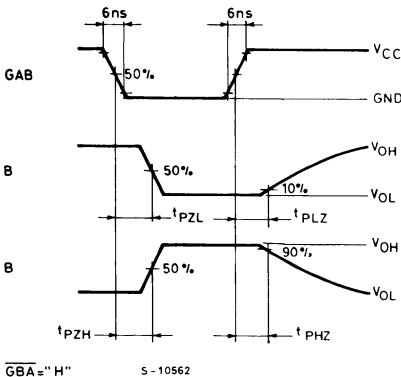 6ns 6ns
GAB 50% VCC
GND
B 50% VOH
10% VOL
tPZL tPLZ
B 50% VOH
90% VOL
tPZH tPHZ
G̅B̅A̅="H" S-10562